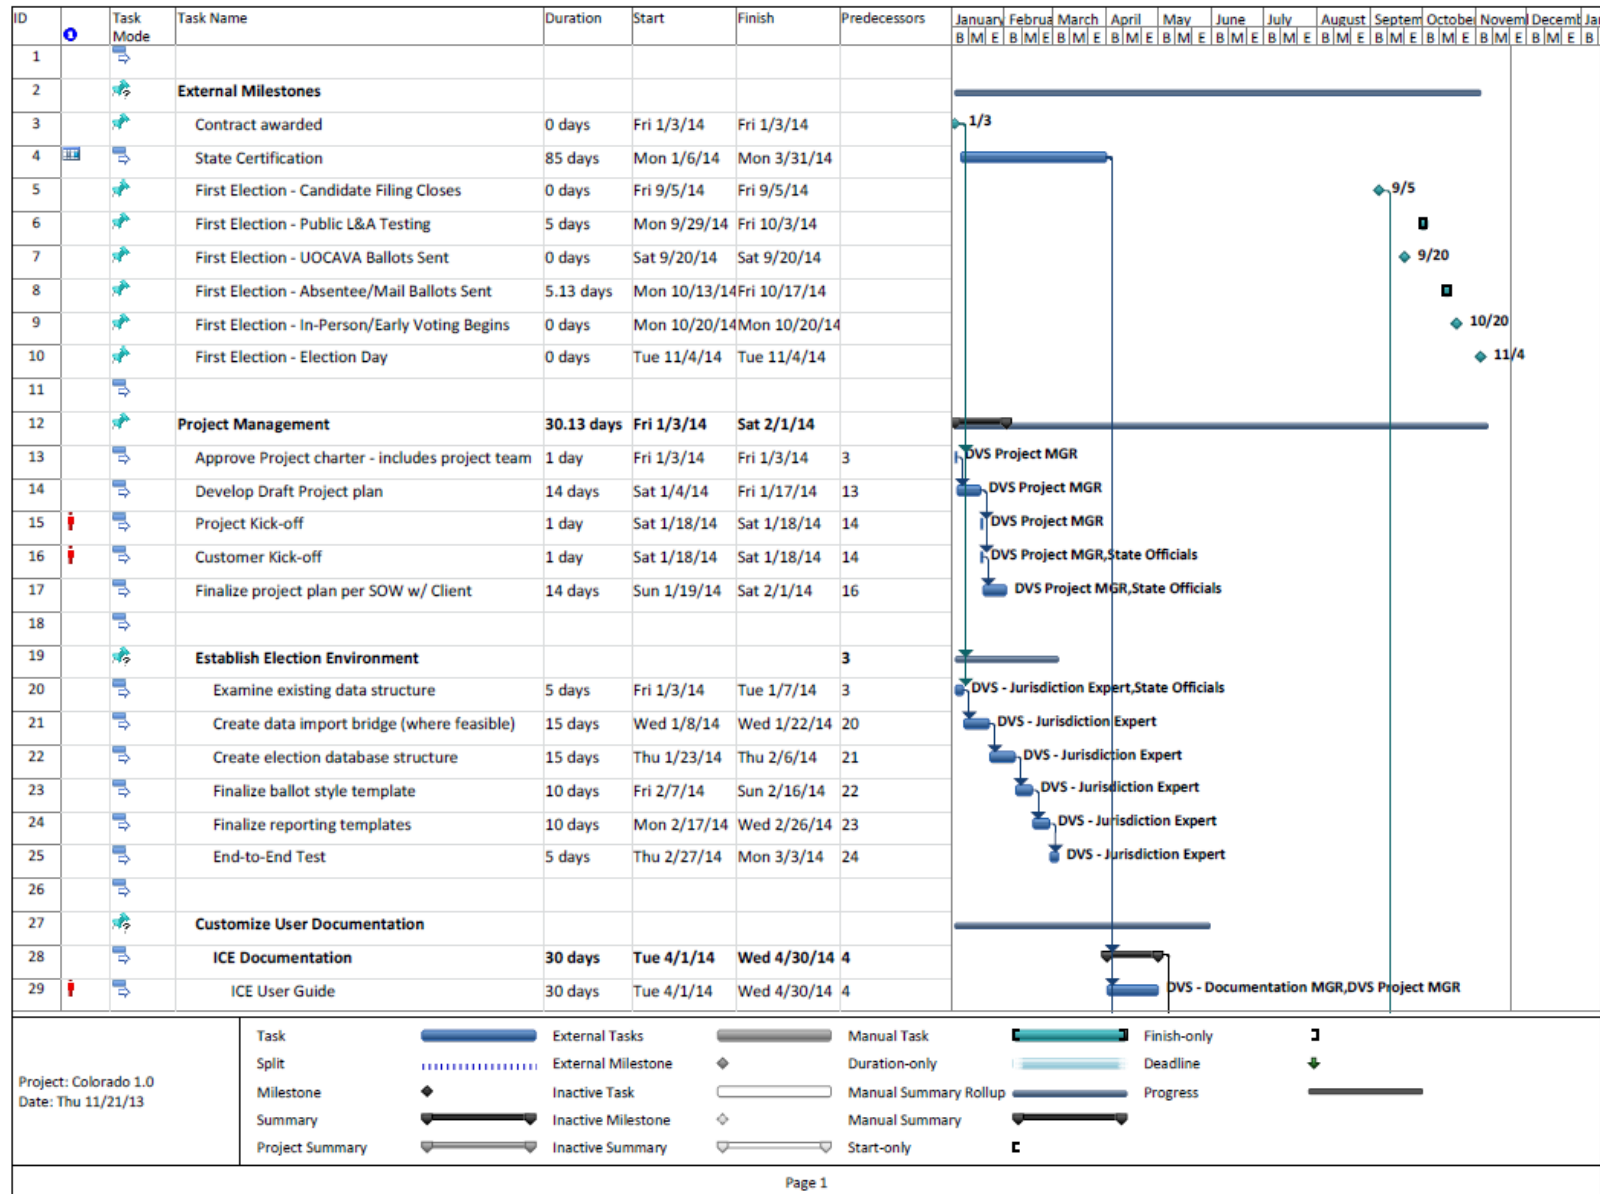 ID Task Mode Task Name Duration Start Finish Predecessors January Februa March April May June July August Septem October Novem Decemb Ja
B M E B M E B M E B M E B M E B M E B M E B M E B M E B M E B M E B M E B
1
2 External Milestones
3 Contract awarded 0 days Fri 1/3/14 Fri 1/3/14 1/3
4 State Certification 85 days Mon 1/6/14 Mon 3/31/14
5 First Election - Candidate Filing Closes 0 days Fri 9/5/14 Fri 9/5/14 9/5
6 First Election - Public L&A Testing 5 days Mon 9/29/14 Fri 10/3/14
7 First Election - UOCAVA Ballots Sent 0 days Sat 9/20/14 Sat 9/20/14 9/20
8 First Election - Absentee/Mail Ballots Sent 5.13 days Mon 10/13/14 Fri 10/17/14
9 First Election - In-Person/Early Voting Begins 0 days Mon 10/20/14 Mon 10/20/14 10/20
10 First Election - Election Day 0 days Tue 11/4/14 Tue 11/4/14 11/4
11
12 Project Management 30.13 days Fri 1/3/14 Sat 2/1/14
13 Approve Project charter - includes project team 1 day Fri 1/3/14 Fri 1/3/14 3 DVS Project MGR
14 Develop Draft Project plan 14 days Sat 1/4/14 Fri 1/17/14 13 DVS Project MGR
15 Project Kick-off 1 day Sat 1/18/14 Sat 1/18/14 14 DVS Project MGR
16 Customer Kick-off 1 day Sat 1/18/14 Sat 1/18/14 14 DVS Project MGR,State Officials
17 Finalize project plan per SOW w/ Client 14 days Sun 1/19/14 Sat 2/1/14 16 DVS Project MGR,State Officials
18
19 Establish Election Environment 3
20 Examine existing data structure 5 days Fri 1/3/14 Tue 1/7/14 3 DVS - Jurisdiction Expert,State Officials
21 Create data import bridge (where feasible) 15 days Wed 1/8/14 Wed 1/22/14 20 DVS - Jurisdiction Expert
22 Create election database structure 15 days Thu 1/23/14 Thu 2/6/14 21 DVS - Jurisdiction Expert
23 Finalize ballot style template 10 days Fri 2/7/14 Sun 2/16/14 22 DVS - Jurisdiction Expert
24 Finalize reporting templates 10 days Mon 2/17/14 Wed 2/26/14 23 DVS - Jurisdiction Expert
25 End-to-End Test 5 days Thu 2/27/14 Mon 3/3/14 24 DVS - Jurisdiction Expert
26
27 Customize User Documentation
28 ICE Documentation 30 days Tue 4/1/14 Wed 4/30/14 4
29 ICE User Guide 30 days Tue 4/1/14 Wed 4/30/14 4 DVS - Documentation MGR,DVS Project MGR
Project: Colorado 1.0
Date: Thu 11/21/13
Task External Tasks Manual Task Finish-only
Split External Milestone Duration-only Deadline
Milestone Inactive Task Manual Summary Rollup Progress
Summary Inactive Milestone Manual Summary
Project Summary Inactive Summary Start-only
Page 1